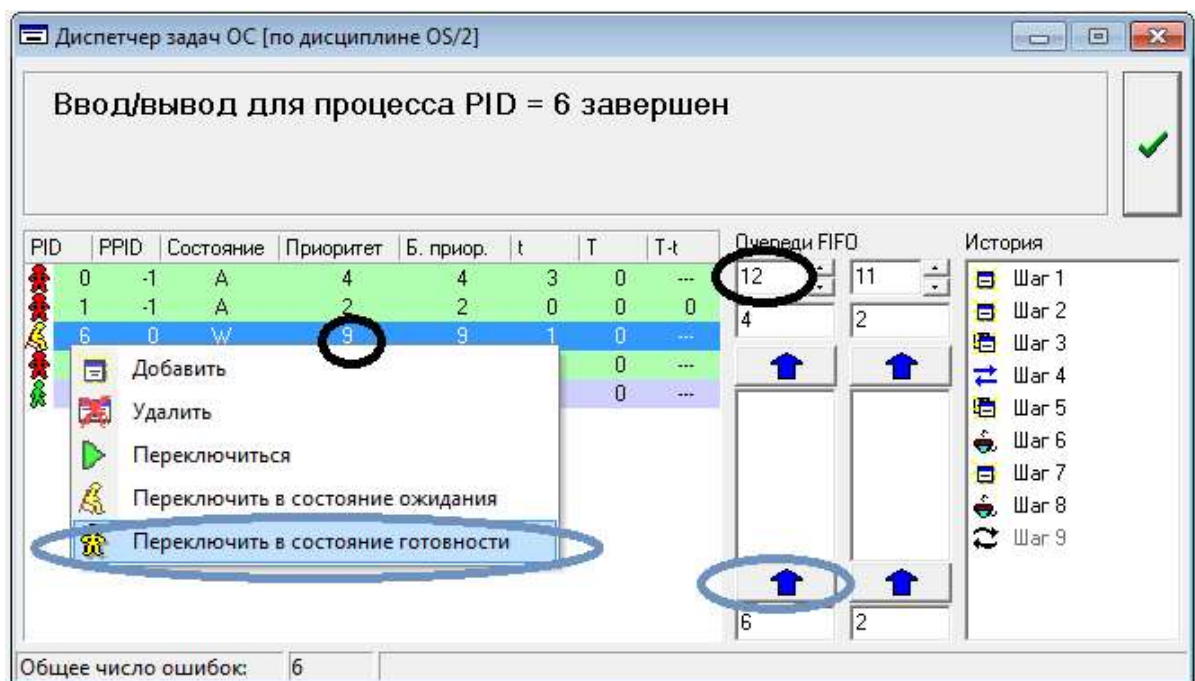 Диспетчер задач ОС [по дисциплине OS/2]
Ввод/вывод для процесса PID = 6 завершен
PID PPID Состояние Приоритет Б. приор. t T T-t
0 -1 A 4 4 3 0 ---
1 -1 A 2 2 0 0 0
6 0 W 9 9 1 0 ---
0 ---
0 ---
Добавить
Удалить
Переключиться
Переключить в состояние ожидания
Переключить в состояние готовности
Очереди FIFO
12 11
4 2
6 2
История
Шаг 1
Шаг 2
Шаг 3
Шаг 4
Шаг 5
Шаг 6
Шаг 7
Шаг 8
Шаг 9
Общее число ошибок: 6